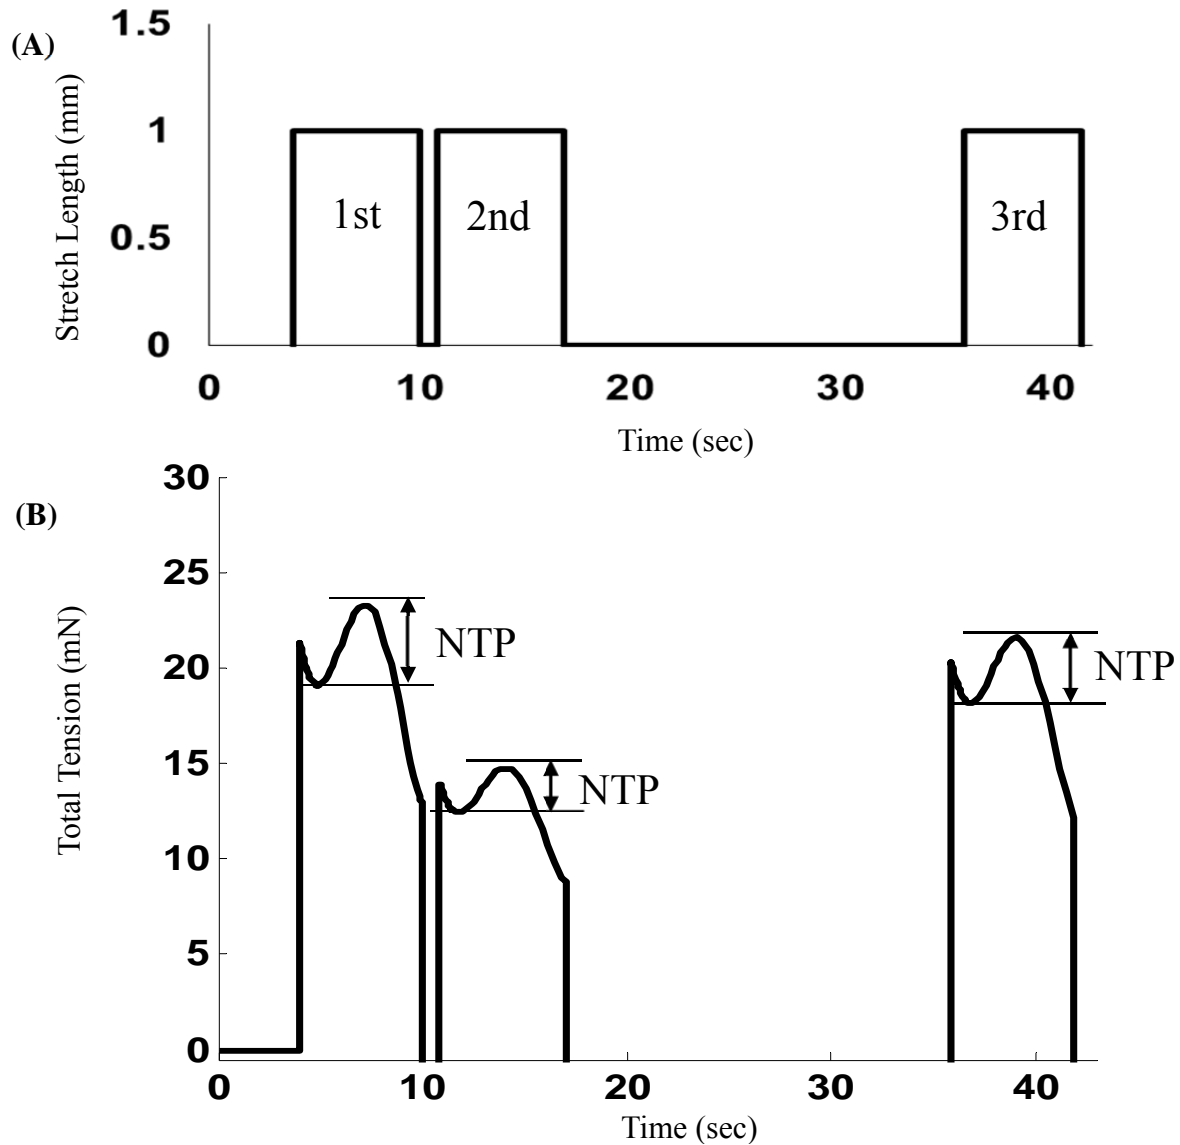 (A)
Stretch Length (mm)
1.5
1
0.5
0
1st
2nd
3rd
0 10 20 30 40
Time (sec)
(B)
Total Tension (mN)
30
25
20
15
10
5
0
NTP
NTP
NTP
0 10 20 30 40
Time (sec)